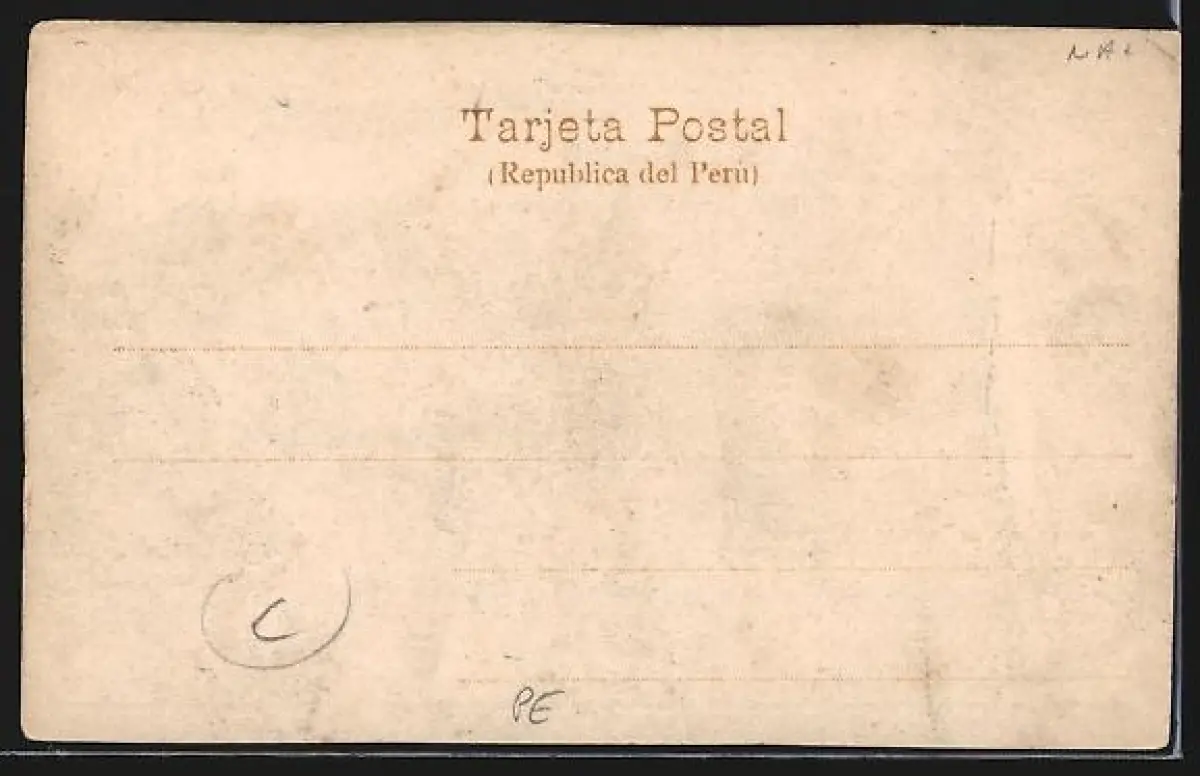 Tarjeta Postal
(Republica del Perú)
C
PE